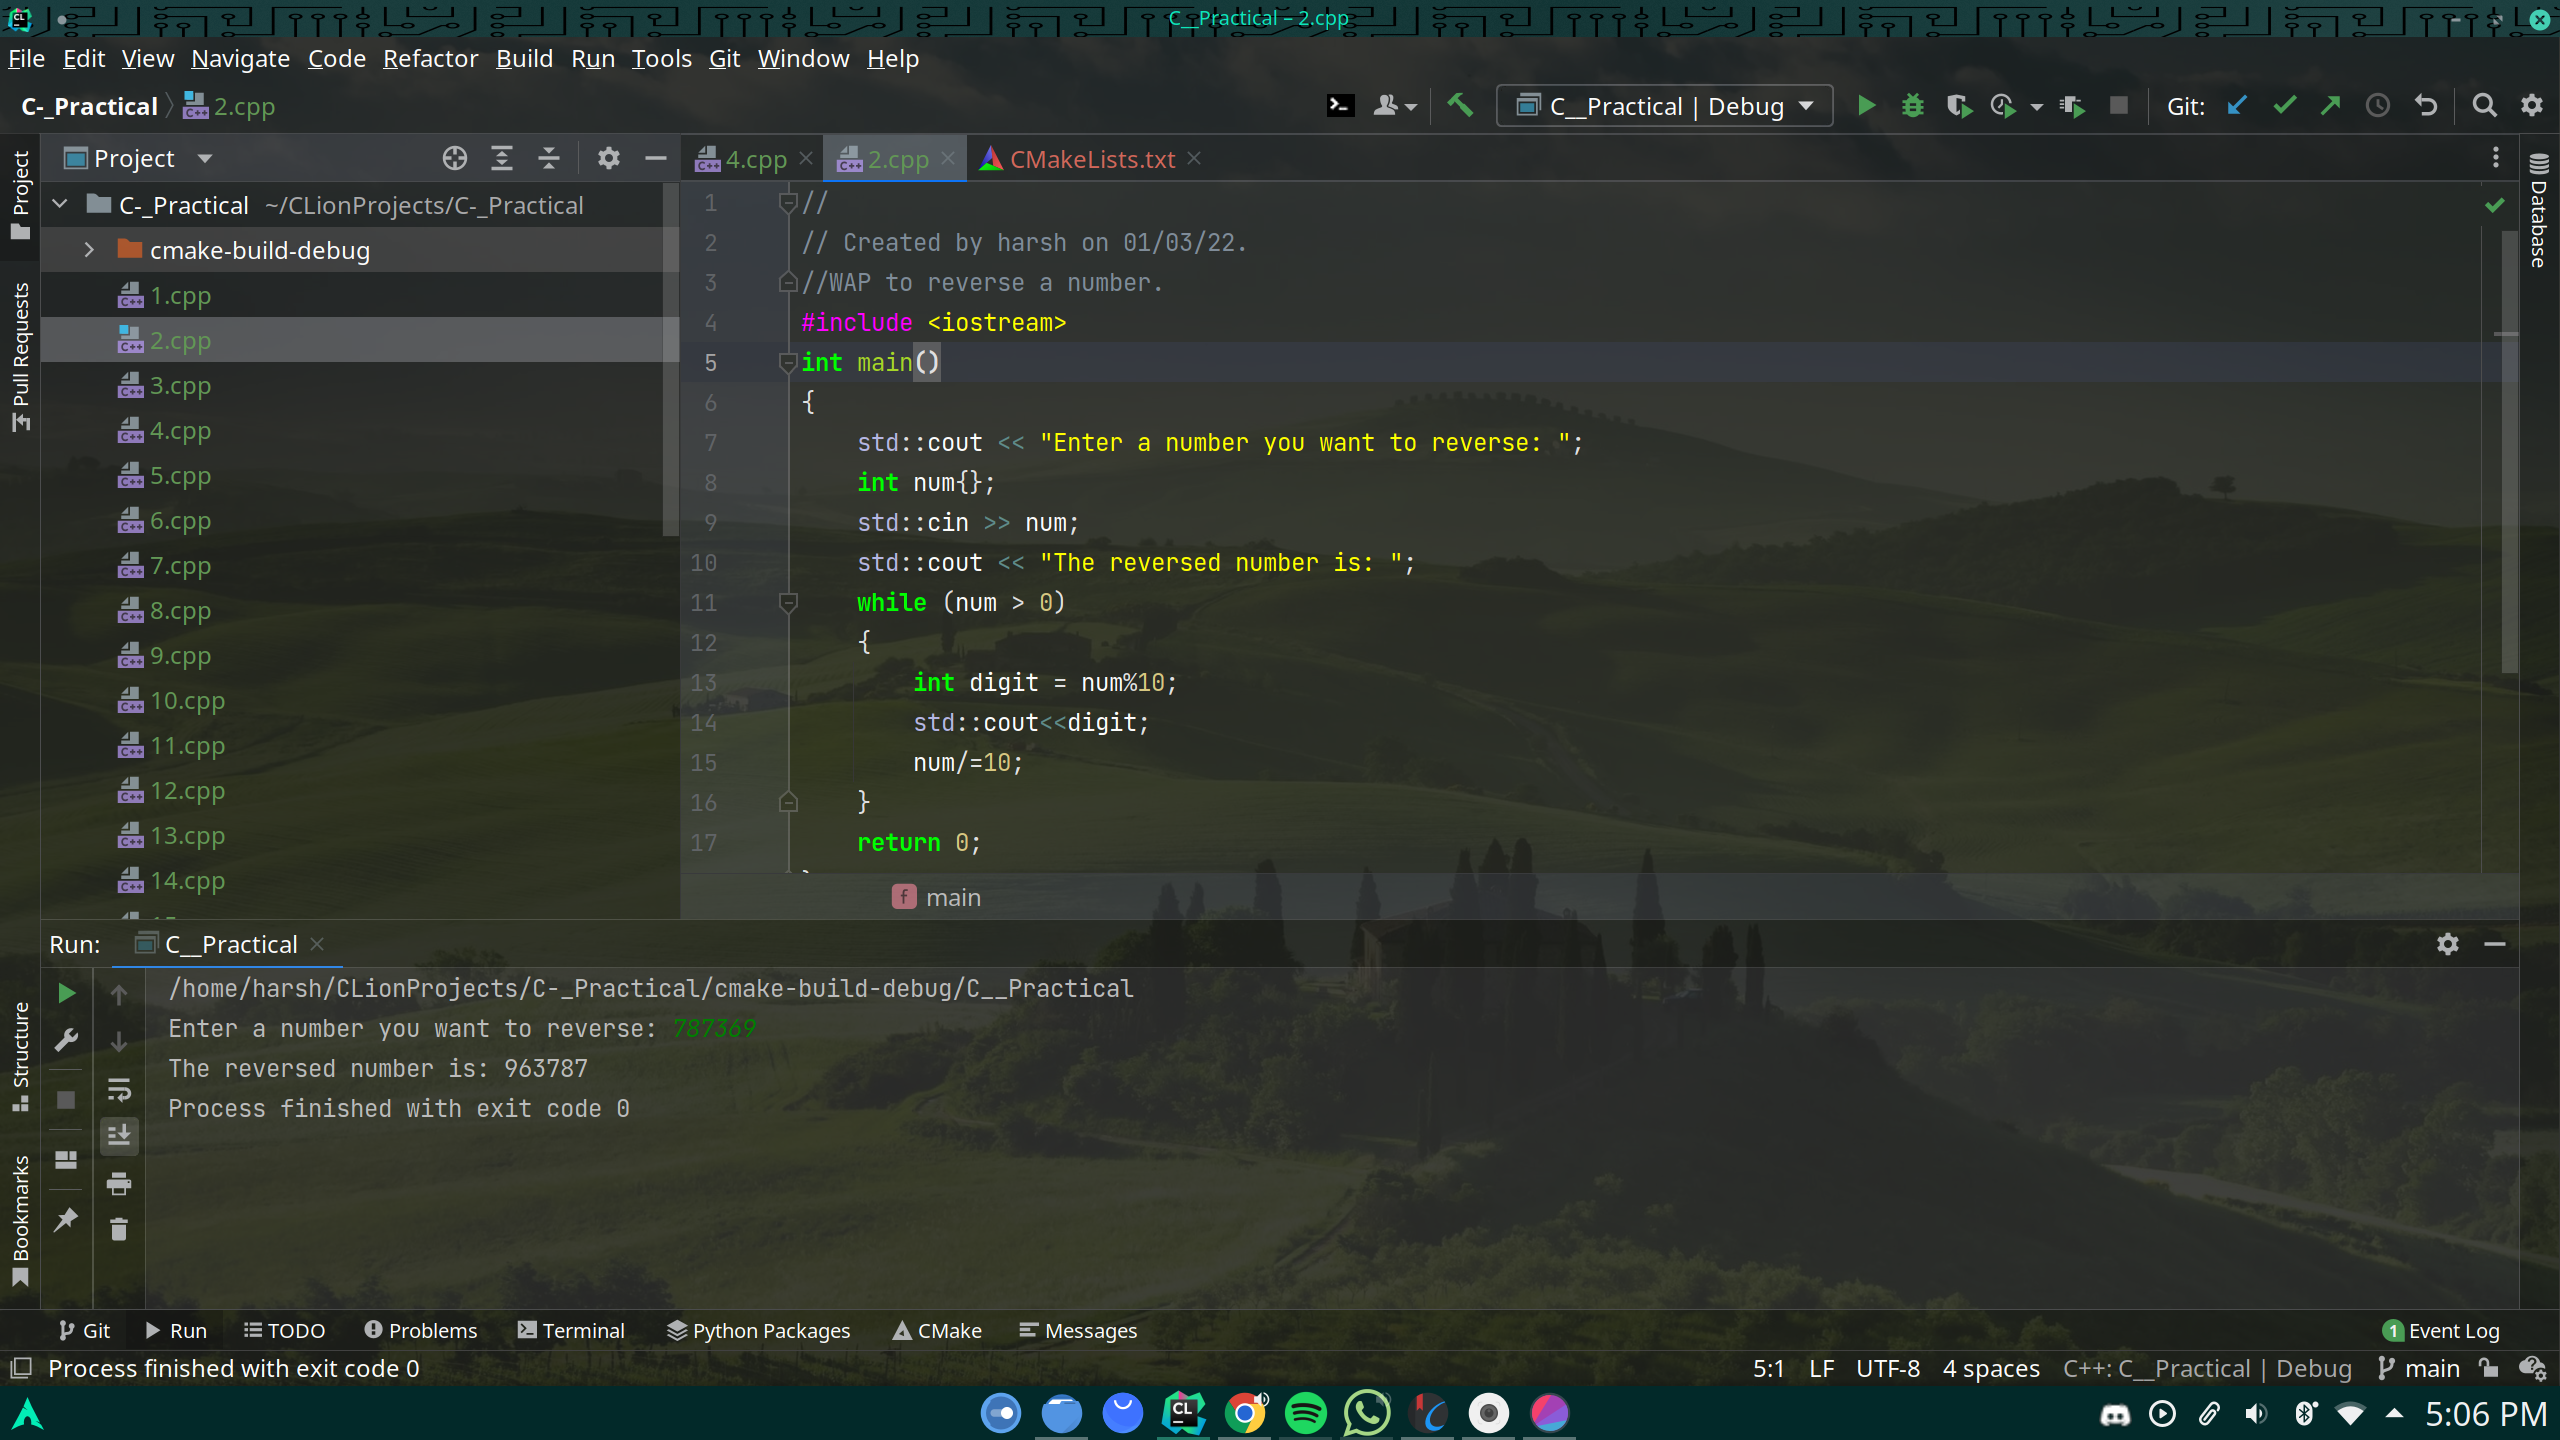 C__Practical – 2.cpp
File Edit View Navigate Code Refactor Build Run Tools Git Window Help
C-_Practical 2.cpp
C__Practical | Debug
Git:
Project
4.cpp
2.cpp
CMakeLists.txt
Project
Pull Requests
Structure
Bookmarks
Database
C-_Practical ~/CLionProjects/C-_Practical
cmake-build-debug
1.cpp
2.cpp
3.cpp
4.cpp
5.cpp
6.cpp
7.cpp
8.cpp
9.cpp
10.cpp
11.cpp
12.cpp
13.cpp
14.cpp
1 //
2 // Created by harsh on 01/03/22.
3 //WAP to reverse a number.
4 #include <iostream>
5 int main()
6 {
7 std::cout << "Enter a number you want to reverse: ";
8 int num{};
9 std::cin >> num;
10 std::cout << "The reversed number is: ";
11 while (num > 0)
12 {
13 int digit = num%10;
14 std::cout<<digit;
15 num/=10;
16 }
17 return 0;
f main
Run: C__Practical
/home/harsh/CLionProjects/C-_Practical/cmake-build-debug/C__Practical
Enter a number you want to reverse: 787369
The reversed number is: 963787
Process finished with exit code 0
Git Run TODO Problems Terminal Python Packages CMake Messages
1 Event Log
Process finished with exit code 0
5:1 LF UTF-8 4 spaces C++: C__Practical | Debug main
CL
5:06 PM